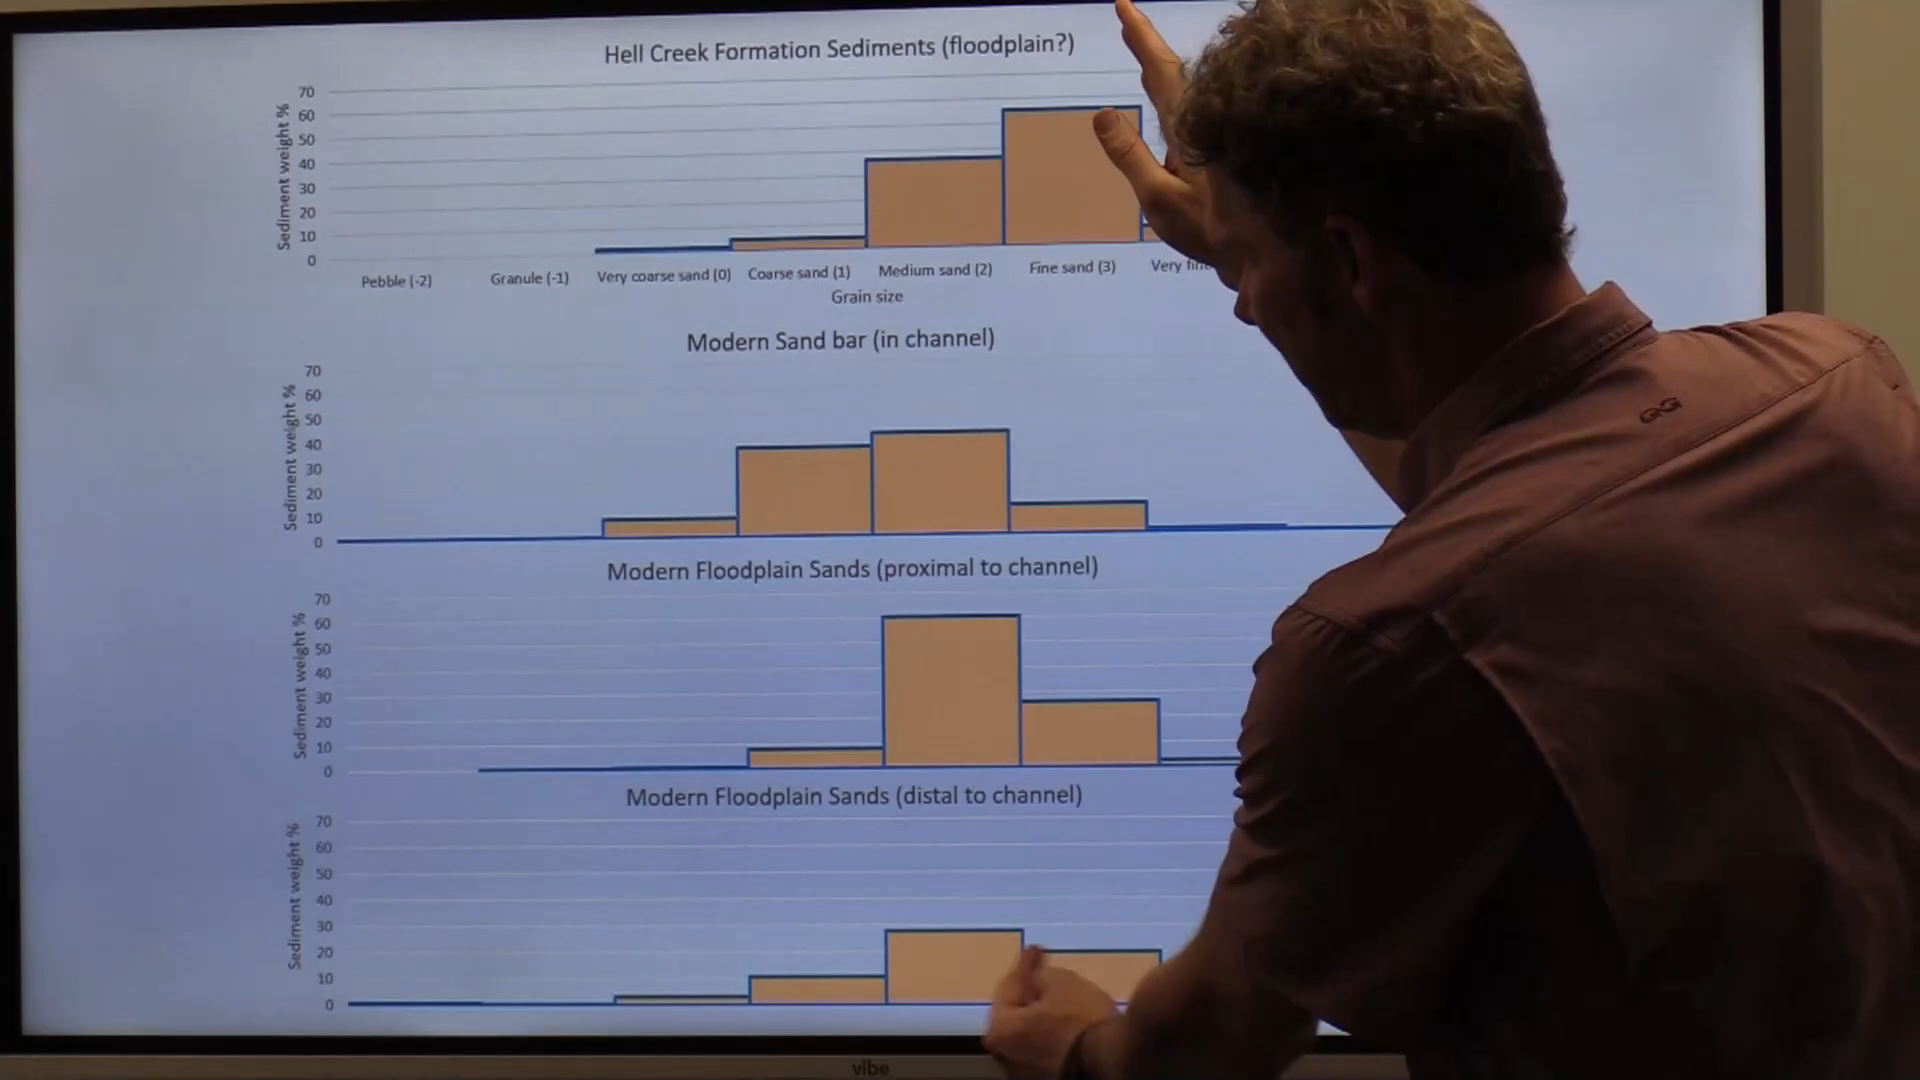 Hell Creek Formation Sediments (floodplain?)
Sediment weight %
70
60
50
40
30
20
10
0
Pebble (-2)
Granule (-1)
Very coarse sand (0)
Coarse sand (1)
Medium sand (2)
Fine sand (3)
Very
Grain size
Modern Sand bar (in channel)
Sediment weight %
70
60
50
40
30
20
10
0
Modern Floodplain Sands (proximal to channel)
Sediment weight %
70
60
50
40
30
20
10
0
Modern Floodplain Sands (distal to channel)
Sediment weight %
70
60
50
40
30
20
10
0
vibe